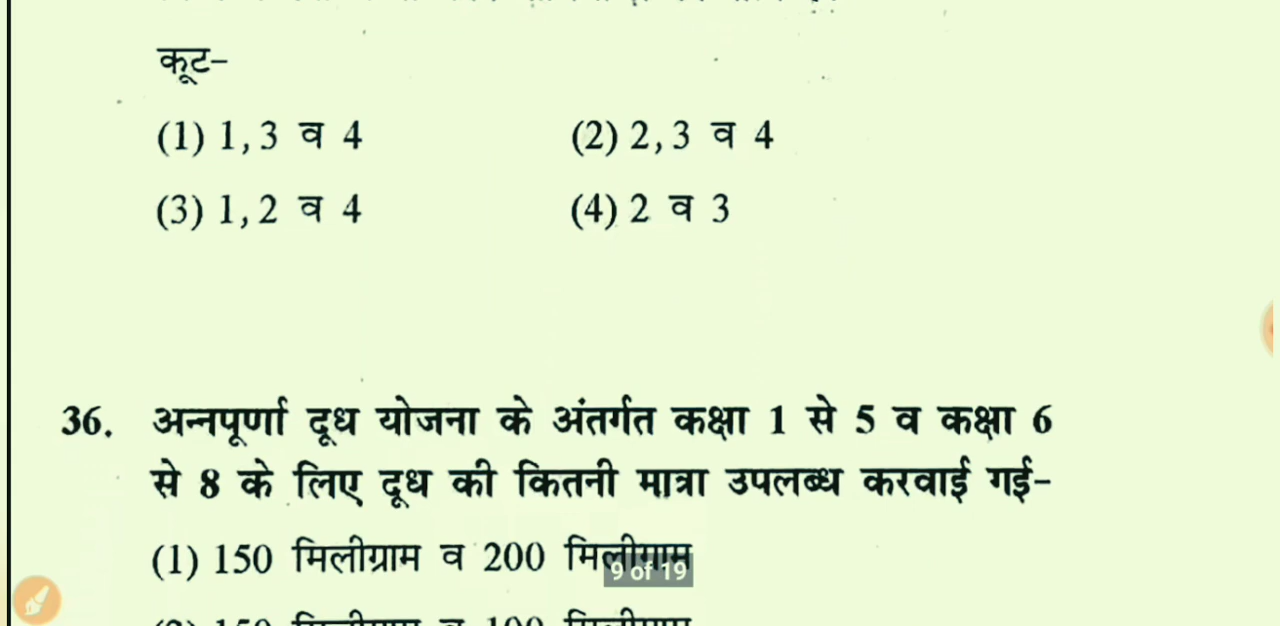 कूट-
(1) 1, 3 व 4 (2) 2, 3 व 4
(3) 1, 2 व 4 (4) 2 व 3
36. अन्नपूर्णा दूध योजना के अंतर्गत कक्षा 1 से 5 व कक्षा 6
से 8 के लिए दूध की कितनी मात्रा उपलब्ध करवाई गई-
(1) 150 मिलीग्राम व 200 मिलीग्राम
9 of 19